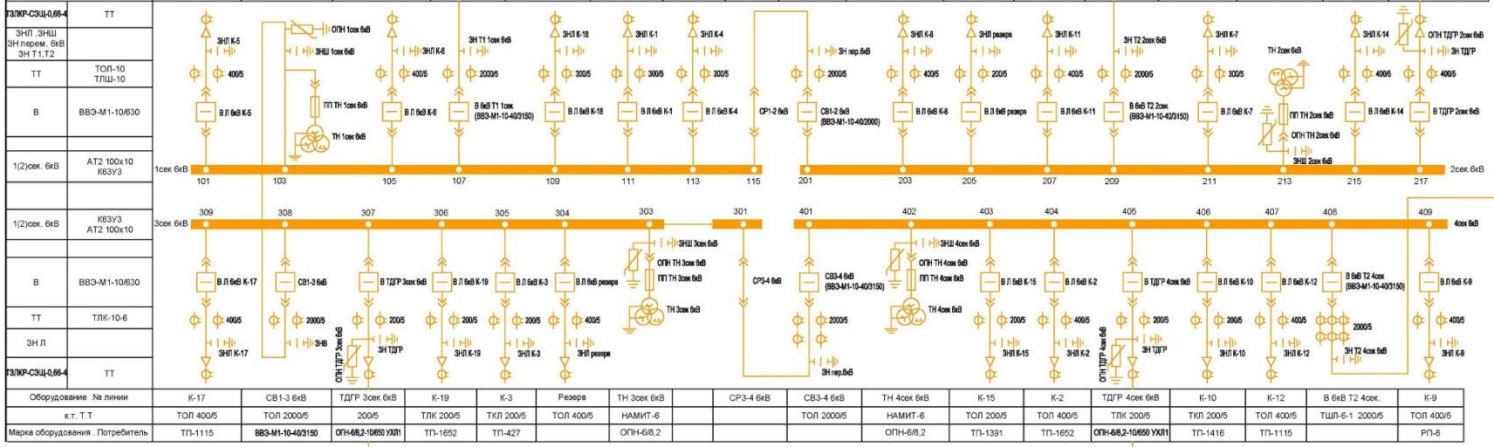 ТЗЛКР-СЭЩ-0,66-4 ТТ
ЗНЛ ,ЗНШ
ЗН перем. 6кВ
ЗН Т1,Т2
ТТ ТОЛ-10
ТЛШ-10
В ВВЭ-М1-10/630
1(2)сек. 6кВ АТ2 100х10
К63У3
ОПН 1сек 6кВ ОПН ТДГР 2сек 6кВ
ЗНЛ К-5 ЗНШ 1сек 6кВ ЗНЛ К-6 ЗН Т1 1сек 6кВ ЗНЛ К-18 ЗНЛ К-1 ЗНЛ К-4 ЗН пер.6кВ ЗНЛ К-8 ЗНЛ резерв ЗНЛ К-11 ЗН Т2 2сек 6кВ ЗНЛ К-7 ТН 2сек 6кВ ЗНЛ К-14 ЗН ТДГР
400/5 400/5 2000/5 300/5 300/5 300/5 2000/5 200/5 200/5 400/5 2000/5 300/5 400/5 400/5
В Л 6кВ К-5 ПП ТН 1сек 6кВ В Л 6кВ К-6 В 6кВ Т1 1сек
(ВВЭ-М1-10-40/3150) В Л 6кВ К-18 В Л 6кВ К-1 В Л 6кВ К-4 СР1-2 6кВ СВ1-2 6кВ
(ВВЭ-М1-10-40/2000) В Л 6кВ К-8 В Л 6кВ резерв В Л 6кВ К-11 В 6кВ Т2 2сек
(ВВЭ-М1-10-40/3150) В Л 6кВ К-7 ПП ТН 2сек 6кВ В Л 6кВ К-14 В ТДГР 2сек 6кВ
ТН 1сек 6кВ ОПН ТН 2сек 6кВ
ЗНШ 2сек 6кВ
1сек 6кВ 2сек.6кВ
101 103 105 107 109 111 113 115 201 203 205 207 209 211 213 215 217
1(2)сек. 6кВ К63У3
АТ2 100х10
309 308 307 306 305 304 303 301 401 402 403 404 405 406 407 408 409
3сек 6кВ 4сек 6кВ
ЗНШ 3сек 6кВ ЗНШ 4сек 6кВ
ОПН ТН 3сек 6кВ ОПН ТН 4сек 6кВ
В ВВЭ-М1-10/630
В Л 6кВ К-17 СВ1-3 6кВ В ТДГР 3сек 6кВ В Л 6кВ К-19 В Л 6кВ К-3 В Л 6кВ резерв ПП ТН 3сек 6кВ СР3-4 6кВ СВ3-4 6кВ
(ВВЭ-М1-10-40/3150) ПП ТН 4сек 6кВ В Л 6кВ К-15 В Л 6кВ К-2 В ТДГР 4сек 6кВ В Л 6кВ К-10 В Л 6кВ К-12 В 6кВ Т2 4сек
(ВВЭ-М1-10-40/3150) В Л 6кВ К-9
ТН 3сек 6кВ ТН 4сек 6кВ
ТТ ТЛК-10-6
400/5 2000/5 200/5 200/5 200/5 400/5 2000/5 200/5 400/5 200/5 200/5 400/5 2000/5 400/5
ЗН Л
ЗНЛ К-17 ЗНВ ОПН ТДГР 3сек 6кВ ЗН ТДГР ЗНЛ К-19 ЗНЛ К-3 ЗНЛ резерв ЗН пер.6кВ ЗНЛ К-15 ЗНЛ К-2 ОПН ТДГР 4сек 6кВ ЗН ТДГР ЗНЛ К-10 ЗНЛ К-12 ЗН Т2 4сек 6кВ ЗНЛ К-9
ТЗЛКР-СЭЩ-0,66-4 ТТ
Оборудование .№ линии К-17 СВ1-3 6кВ ТДГР 3сек 6кВ К-19 К-3 Резерв ТН 3сек 6кВ СР3-4 6кВ СВ3-4 6кВ ТН 4сек 6кВ К-15 К-2 ТДГР 4сек 6кВ К-10 К-12 В 6кВ Т2 4сек. К-9
к.т. Т.Т ТОЛ 400/5 ТОЛ 2000/5 200/5 ТЛК 200/5 ТКЛ 200/5 ТОЛ 400/5 НАМИТ-6 ТОЛ 2000/5 НАМИТ-6 ТОЛ 200/5 ТОЛ 400/5 ТЛК 200/5 ТКЛ 200/5 ТОЛ 400/5 ТШЛ-6-1 2000/5 ТОЛ 400/5
Марка оборудования . Потребитель ТП-1115 ВВЭ-М1-10-40/3150 ОПН-6/8,2-10/650 УХЛ1 ТП-1652 ТП-427 ОПН-6/8.2 ОПН-6/8,2 ТП-1391 ТП-1652 ОПН-6/8,2-10/650 УХЛ1 ТП-1416 ТП-1115 РП-6